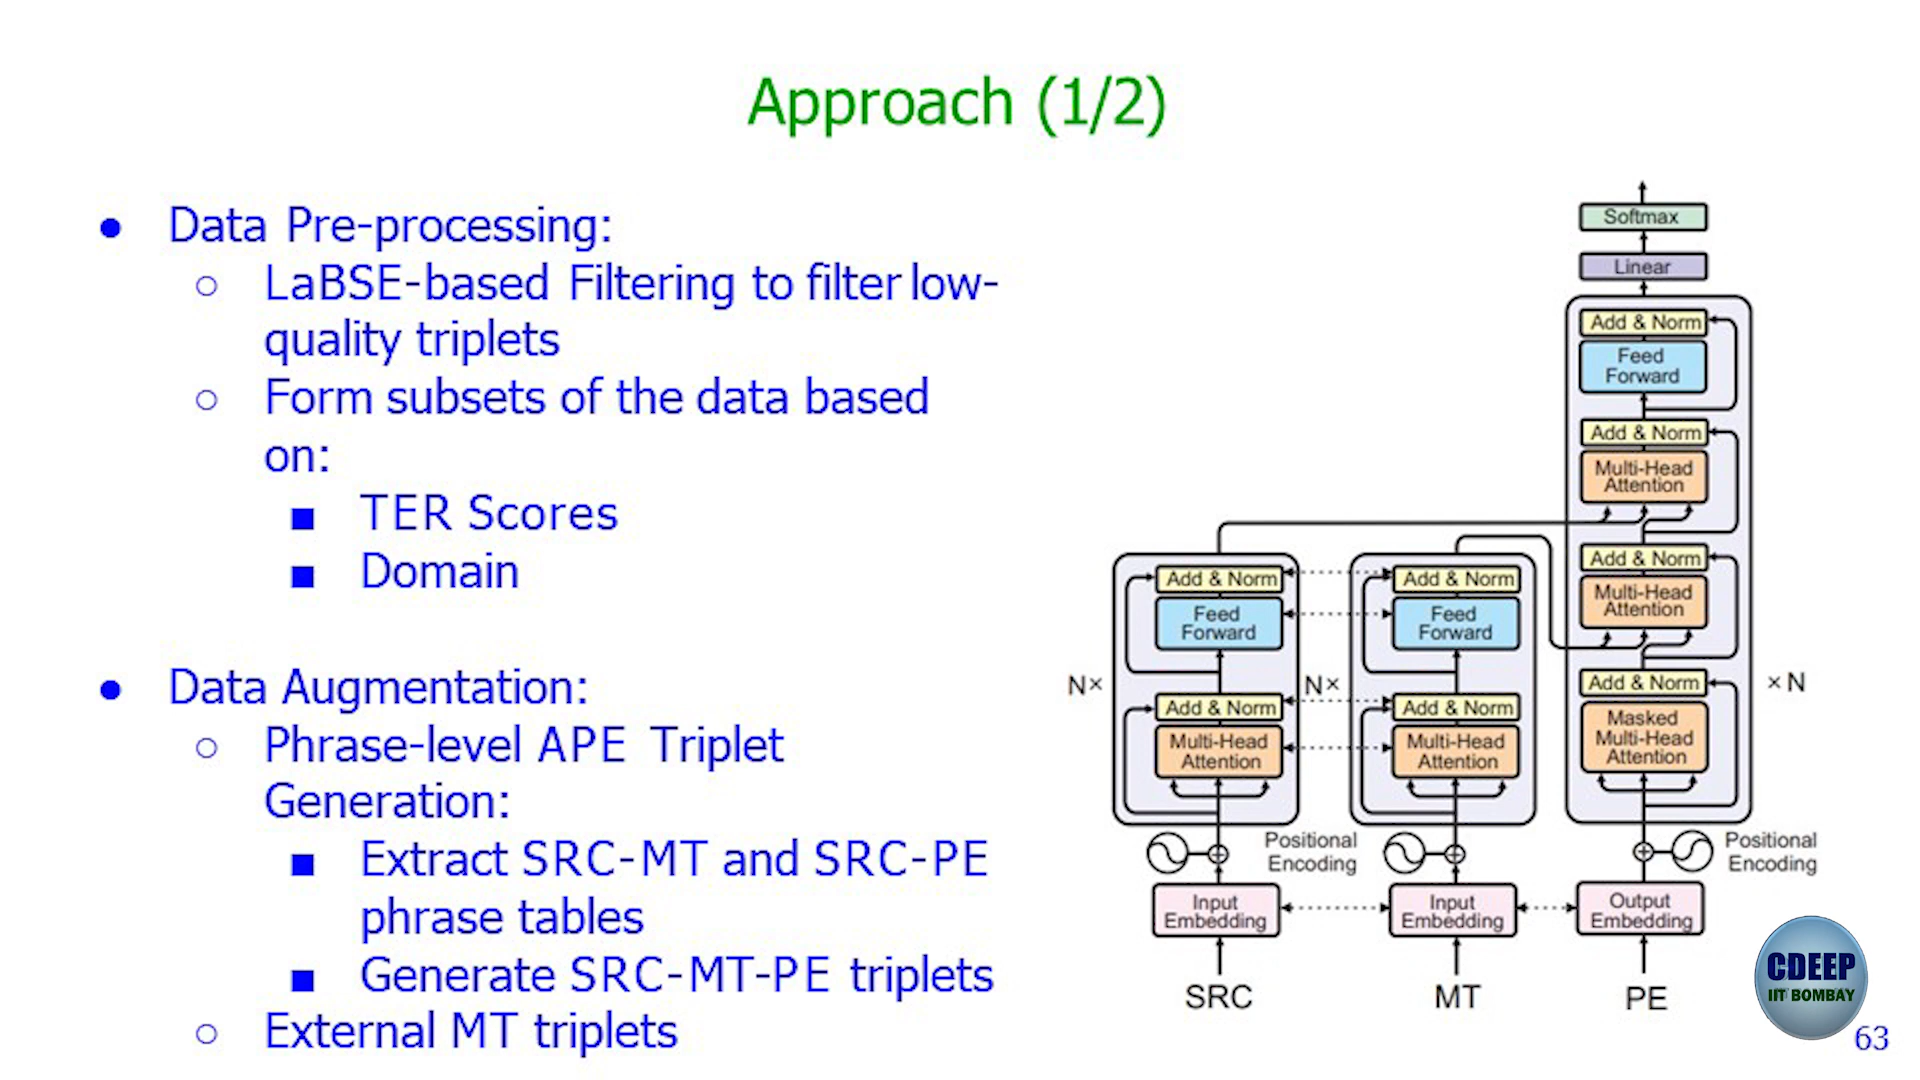 Approach (1/2)
● Data Pre-processing:
○ LaBSE-based Filtering to filter low-
quality triplets
○ Form subsets of the data based
on:
■ TER Scores
■ Domain
● Data Augmentation:
○ Phrase-level APE Triplet
Generation:
■ Extract SRC-MT and SRC-PE
phrase tables
■ Generate SRC-MT-PE triplets
○ External MT triplets
Softmax
Linear
Add & Norm
Feed
Forward
Add & Norm
Multi-Head
Attention
Add & Norm
Multi-Head
Attention
Add & Norm
Masked
Multi-Head
Attention
× N
Positional
Encoding
Output
Embedding
PE
Add & Norm
Feed
Forward
N×
Add & Norm
Multi-Head
Attention
Positional
Encoding
Input
Embedding
SRC
Add & Norm
Feed
Forward
N×
Add & Norm
Multi-Head
Attention
Input
Embedding
MT
CDEEP
IIT BOMBAY
63